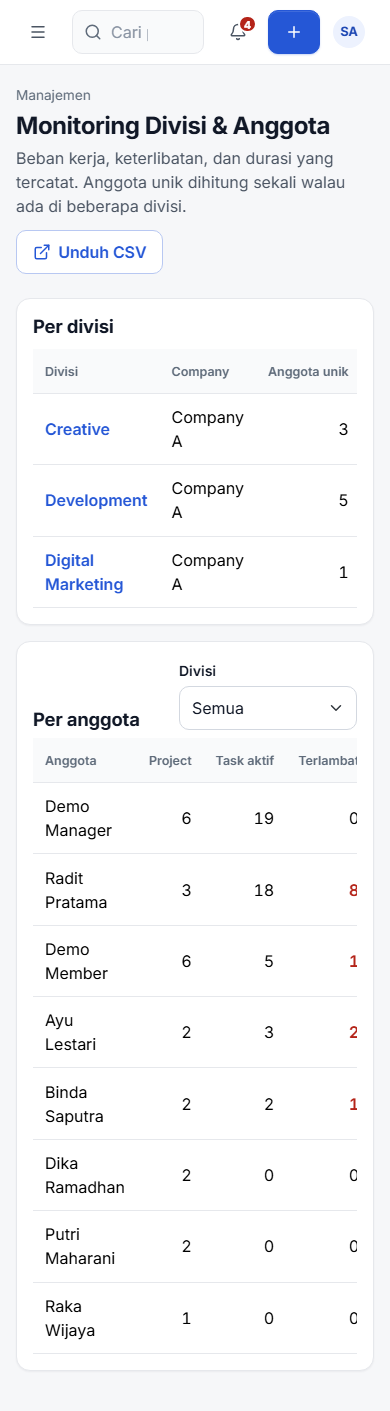 Cari
4
SA
Manajemen
Monitoring Divisi & Anggota
Beban kerja, keterlibatan, dan durasi yang
tercatat. Anggota unik dihitung sekali walau
ada di beberapa divisi.
Unduh CSV
Per divisi
Divisi Company Anggota unik
Creative Company A 3
Development Company A 5
Digital Marketing Company A 1
Divisi
Per anggota Semua
Anggota Project Task aktif Terlambat
Demo Manager 6 19 0
Radit Pratama 3 18 8
Demo Member 6 5 1
Ayu Lestari 2 3 2
Binda Saputra 2 2 1
Dika Ramadhan 2 0 0
Putri Maharani 2 0 0
Raka Wijaya 1 0 0